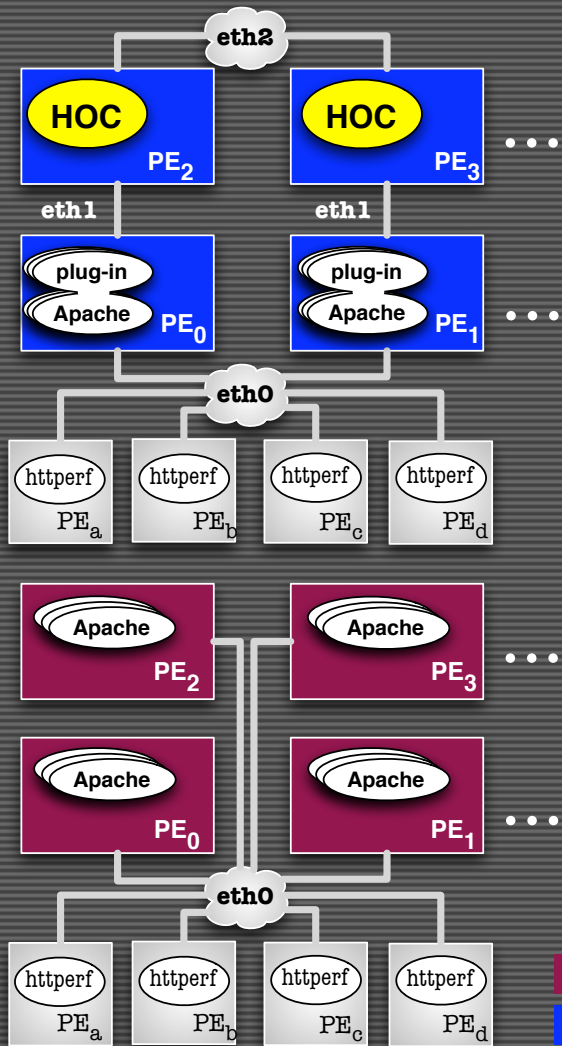 eth2
HOC HOC
PE2 PE3 ....
eth1 eth1
plug-in plug-in
Apache Apache
PE0 PE1 ....
eth0
httperf httperf httperf httperf
PEa PEb PEc PEd
Apache Apache
PE2 PE3 ....
Apache Apache
PE0 PE1 ....
eth0
httperf httperf httperf httperf
PEa PEb PEc PEd